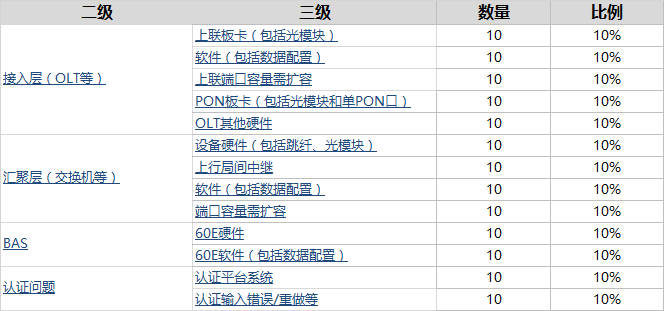 二级 三级 数量 比例
接入层（OLT等） 上联板卡（包括光模块） 10 10%
软件（包括数据配置） 10 10%
上联端口容量需扩容 10 10%
PON板卡（包括光模块和单PON口） 10 10%
OLT其他硬件 10 10%
汇聚层（交换机等） 设备硬件（包括跳纤、光模块） 10 10%
上行局间中继 10 10%
软件（包括数据配置） 10 10%
端口容量需扩容 10 10%
BAS 60E硬件 10 10%
60E软件（包括数据配置） 10 10%
认证问题 认证平台系统 10 10%
认证输入错误/重做等 10 10%